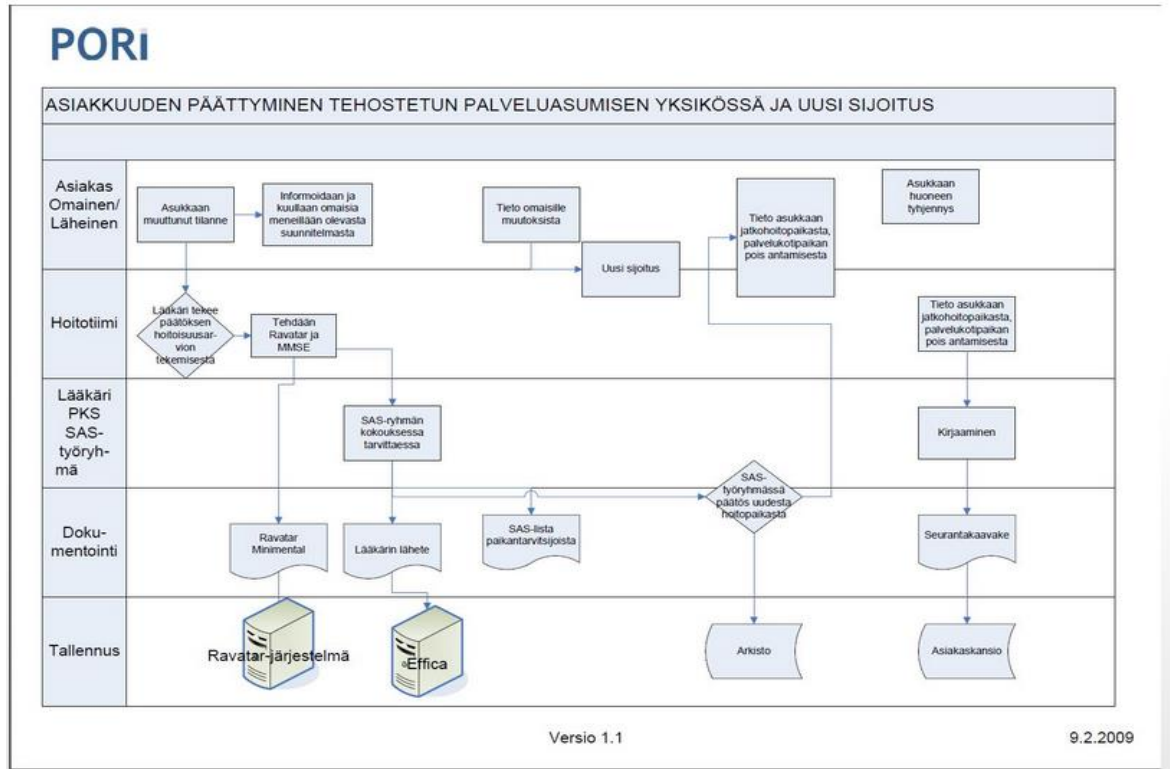 PORI
ASIAKKUUDEN PÄÄTTYMINEN TEHOSTETUN PALVELUASUMISEN YKSIKÖSSÄ JA UUSI SIJOITUS
Asiakas
Omainen/
Läheinen
Asukkaan
muuttunut tilanne
Informoidaan ja
kuullaan omaisia
meneillään olevasta
suunnitelmasta
Tieto omaisille
muutoksista
Uusi sijoitus
Tieto asukkaan
jatkohoitopaikasta,
palvelukotipaikan
pois antamisesta
Asukkaan
huoneen
tyhjennys
Hoitotiimi
Lääkäri tekee
päätöksen
hoitoisuusar-
vion
tekemisestä
Tehdään
Ravatar ja
MMSE
Tieto asukkaan
jatkohoitopaikasta,
palvelukotipaikan
pois antamisesta
Lääkäri
PKS
SAS-
työryh-
mä
SAS-ryhmän
kokouksessa
tarvittaessa
SAS-
työryhmässä
päätös uudesta
hoitopaikasta
Kirjaaminen
Doku-
mentointi
Ravatar
Minimental
Lääkärin lähete
SAS-lista
paikantarvitsijoista
Seurantakaavake
Tallennus
Ravatar-järjestelmä
Effica
Arkisto
Asiakaskansio
Versio 1.1
9.2.2009